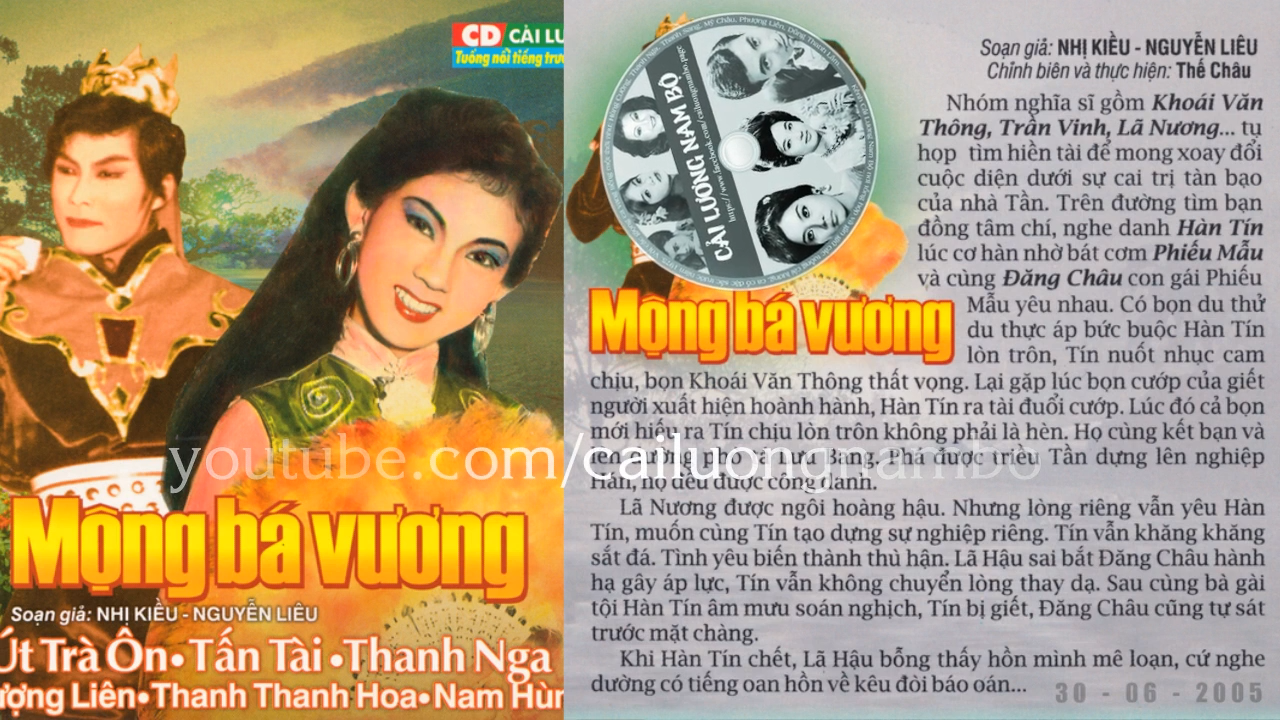 CD CẢI LƯ
Tuồng nổi tiếng trướ
youtube.com/cailuongnambo
Mộng bá vương
Soạn giả: NHỊ KIỀU - NGUYỄN LIÊU
Út Trà Ôn • Tấn Tài • Thanh Nga
ượng Liên • Thanh Thanh Hoa • Nam Hùn
CẢI LƯƠNG NAM BỘ
https://www.facebook.com/cailuongnambo.page
Mộng bá vương
Soạn giả: NHỊ KIỀU - NGUYỄN LIÊU
Chỉnh biên và thực hiện: Thế Châu
Nhóm nghĩa sĩ gồm Khoái Văn
Thông, Trần Vinh, Lã Nương... tụ
họp tìm hiền tài để mong xoay đổi
cuộc diện dưới sự cai trị tàn bạo
của nhà Tần. Trên đường tìm bạn
đồng tâm chí, nghe danh Hàn Tín
lúc cơ hàn nhờ bát cơm Phiếu Mẫu
và cùng Đăng Châu con gái Phiếu
Mẫu yêu nhau. Có bọn du thử
du thực áp bức buộc Hàn Tín
lòn trôn, Tín nuốt nhục cam
chịu, bọn Khoái Văn Thông thất vọng. Lại gặp lúc bọn cướp của giết
người xuất hiện hoành hành, Hàn Tín ra tài đuổi cướp. Lúc đó cả bọn
mới hiểu ra Tín chịu lòn trôn không phải là hèn. Họ cùng kết bạn và
Bang. Phá được triều Tần dựng lên nghiệp
Hán, họ đều được công danh.
Lã Nương được ngôi hoàng hậu. Nhưng lòng riêng vẫn yêu Hàn
Tín, muốn cùng Tín tạo dựng sự nghiệp riêng. Tín vẫn khăng khăng
sắt đá. Tình yêu biến thành thù hận. Lã Hậu sai bắt Đăng Châu hành
hạ gây áp lực, Tín vẫn không chuyển lòng thay dạ. Sau cùng bà gài
tội Hàn Tín âm mưu soán nghịch, Tín bị giết, Đăng Châu cũng tự sát
trước mặt chàng.
Khi Hàn Tín chết, Lã Hậu bỗng thấy hồn mình mê loạn, cứ nghe
dường có tiếng oan hồn về kêu đòi báo oán...
30 - 06 - 2005